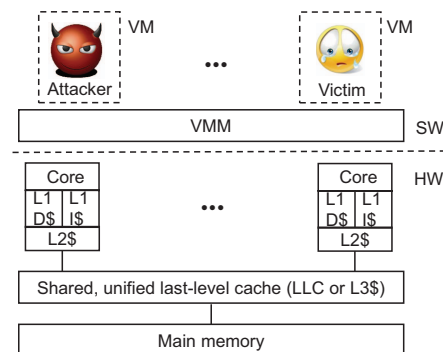 VM
VM
...
Attacker
Victim
VMM
SW
HW
Core
Core
...
L1
L1
L1
L1
D$
I$
D$
I$
L2$
L2$
Shared, unified last-level cache (LLC or L3$)
Main memory